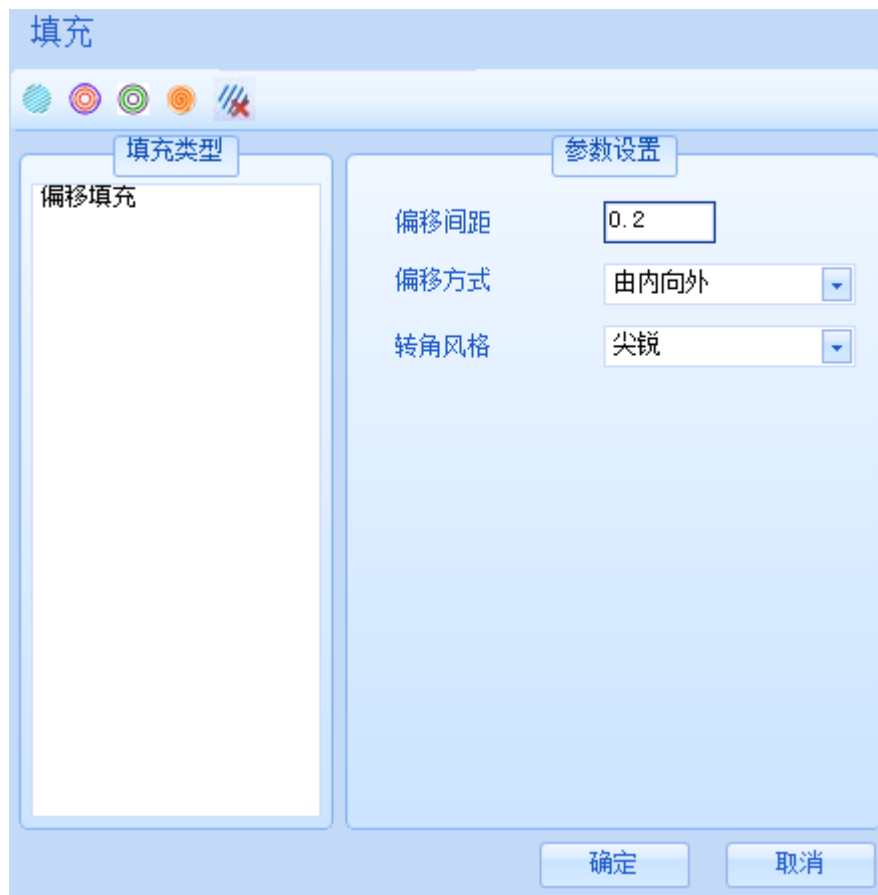 填充
填充类型
偏移填充
参数设置
偏移间距 0.2
偏移方式 由内向外
转角风格 尖锐
确定 取消